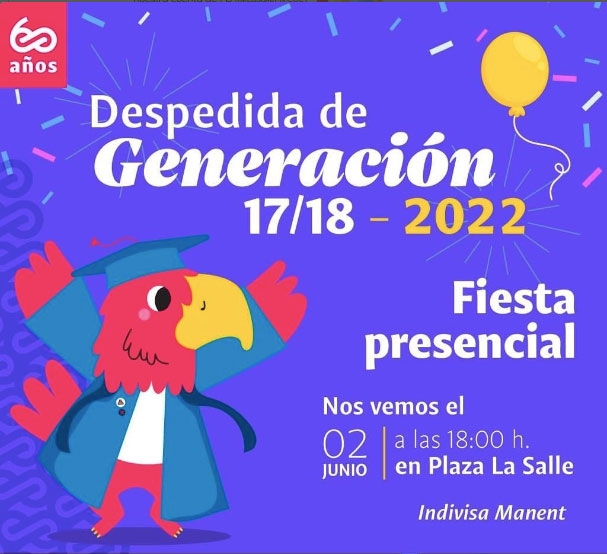 60
años
Despedida de
Generación
17/18 – 2022
Fiesta
presencial
Nos vemos el
02
JUNIO
a las 18:00 h.
en Plaza La Salle
Indivisa Manent